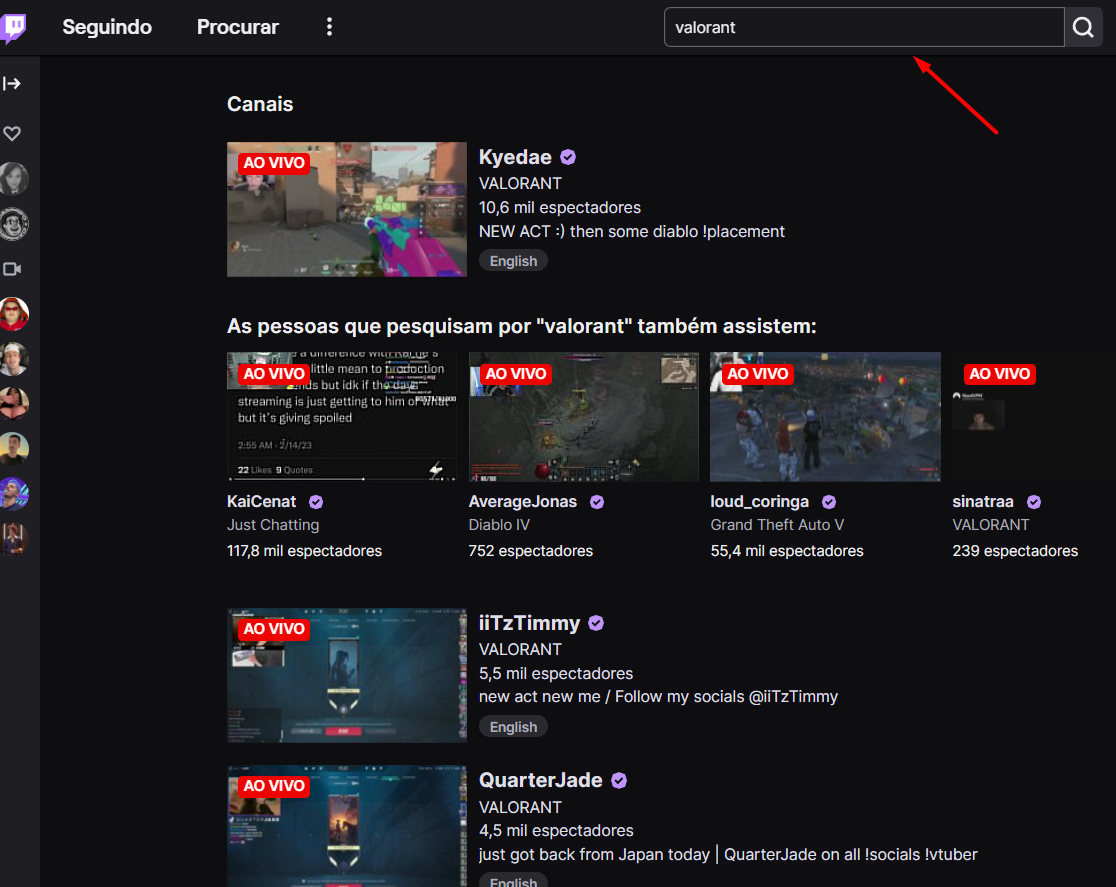 Seguindo
Procurar
valorant
Canais
AO VIVO
Kyedae
VALORANT
10,6 mil espectadores
NEW ACT :) then some diablo !placement
English
As pessoas que pesquisam por "valorant" também assistem:
AO VIVO
little mean to production
but idk if the
streaming is just getting to him or what
but it's giving spoiled
2:55 AM · 2/14/23
22 Likes 9 Quotes
KaiCenat
Just Chatting
117,8 mil espectadores
AO VIVO
AverageJonas
Diablo IV
752 espectadores
AO VIVO
loud_coringa
Grand Theft Auto V
55,4 mil espectadores
AO VIVO
sinatraa
VALORANT
239 espectadores
AO VIVO
iiTzTimmy
VALORANT
5,5 mil espectadores
new act new me / Follow my socials @iiTzTimmy
English
AO VIVO
QUARTERJADE
QuarterJade
VALORANT
4,5 mil espectadores
just got back from Japan today | QuarterJade on all !socials !vtuber
English